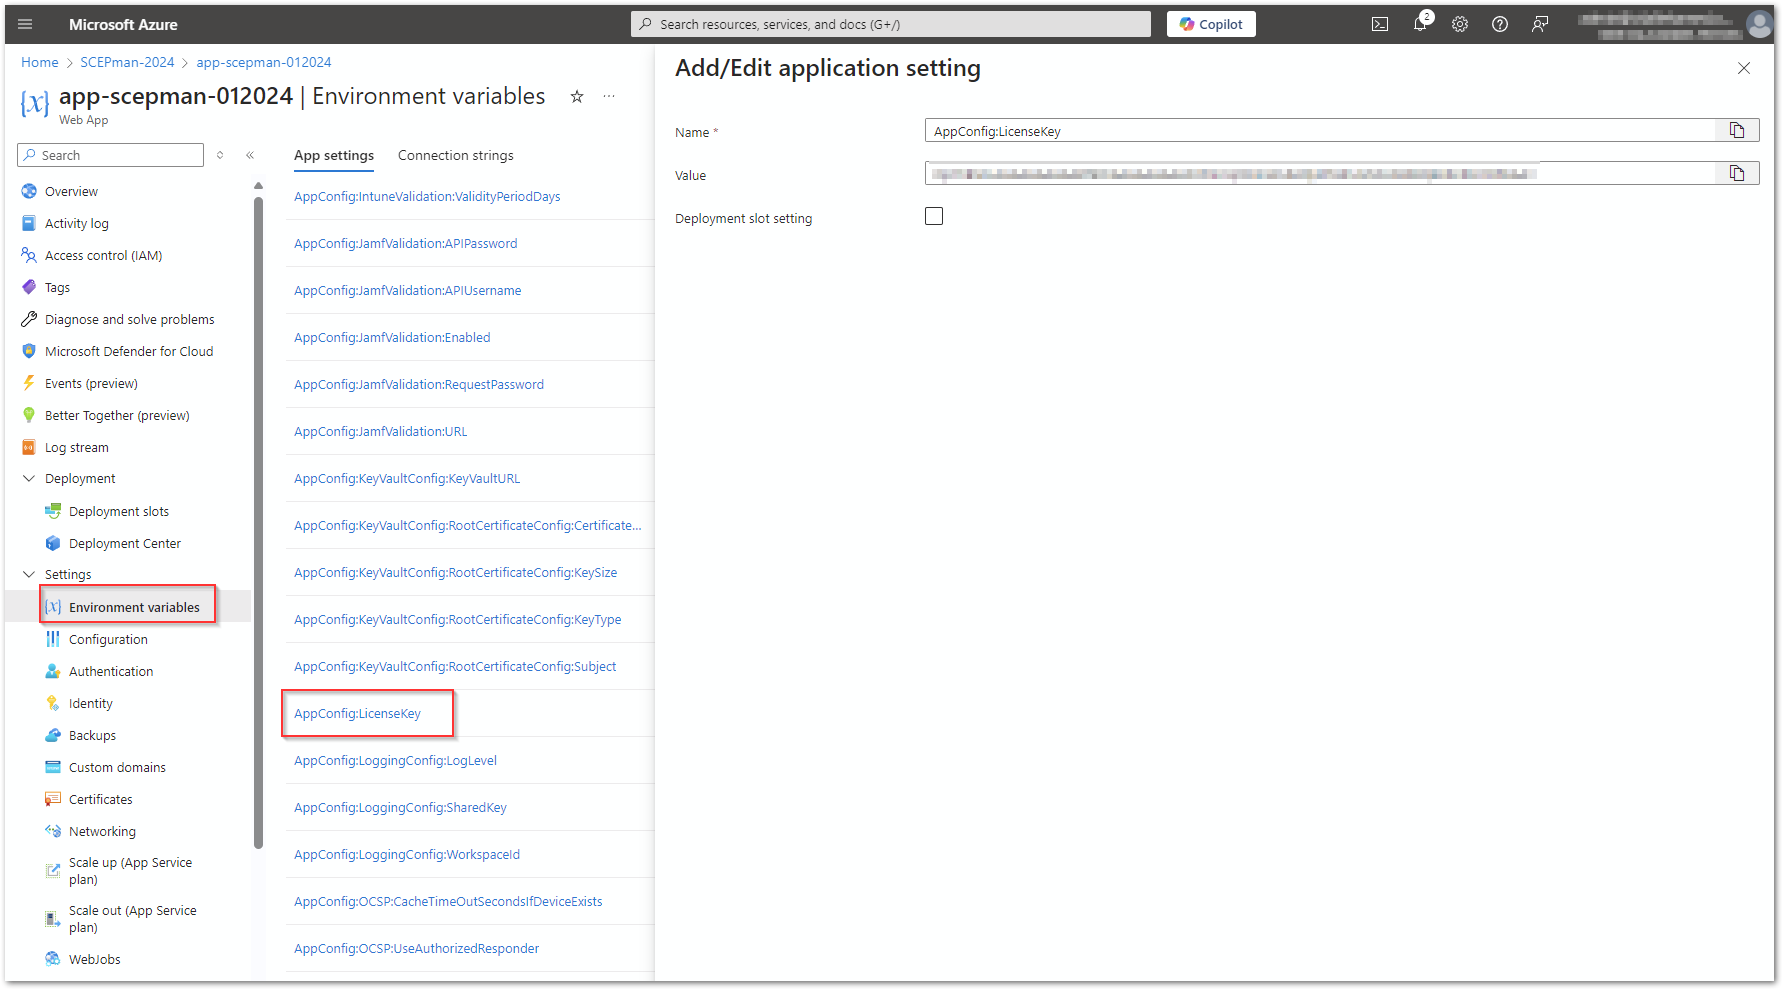 Microsoft Azure
Search resources, services, and docs (G+/)
Copilot
2
Home > SCEPman-2024 > app-scepman-012024
app-scepman-012024 | Environment variables
Web App
Search
Overview
Activity log
Access control (IAM)
Tags
Diagnose and solve problems
Microsoft Defender for Cloud
Events (preview)
Better Together (preview)
Log stream
Deployment
Deployment slots
Deployment Center
Settings
Environment variables
Configuration
Authentication
Identity
Backups
Custom domains
Certificates
Networking
Scale up (App Service
plan)
Scale out (App Service
plan)
WebJobs
App settings
Connection strings
AppConfig:IntuneValidation:ValidityPeriodDays
AppConfig:JamfValidation:APIPassword
AppConfig:JamfValidation:APIUsername
AppConfig:JamfValidation:Enabled
AppConfig:JamfValidation:RequestPassword
AppConfig:JamfValidation:URL
AppConfig:KeyVaultConfig:KeyVaultURL
AppConfig:KeyVaultConfig:RootCertificateConfig:Certificate...
AppConfig:KeyVaultConfig:RootCertificateConfig:KeySize
AppConfig:KeyVaultConfig:RootCertificateConfig:KeyType
AppConfig:KeyVaultConfig:RootCertificateConfig:Subject
AppConfig:LicenseKey
AppConfig:LoggingConfig:LogLevel
AppConfig:LoggingConfig:SharedKey
AppConfig:LoggingConfig:WorkspaceId
AppConfig:OCSP:CacheTimeOutSecondsIfDeviceExists
AppConfig:OCSP:UseAuthorizedResponder
Add/Edit application setting
Name *
AppConfig:LicenseKey
Value
Deployment slot setting